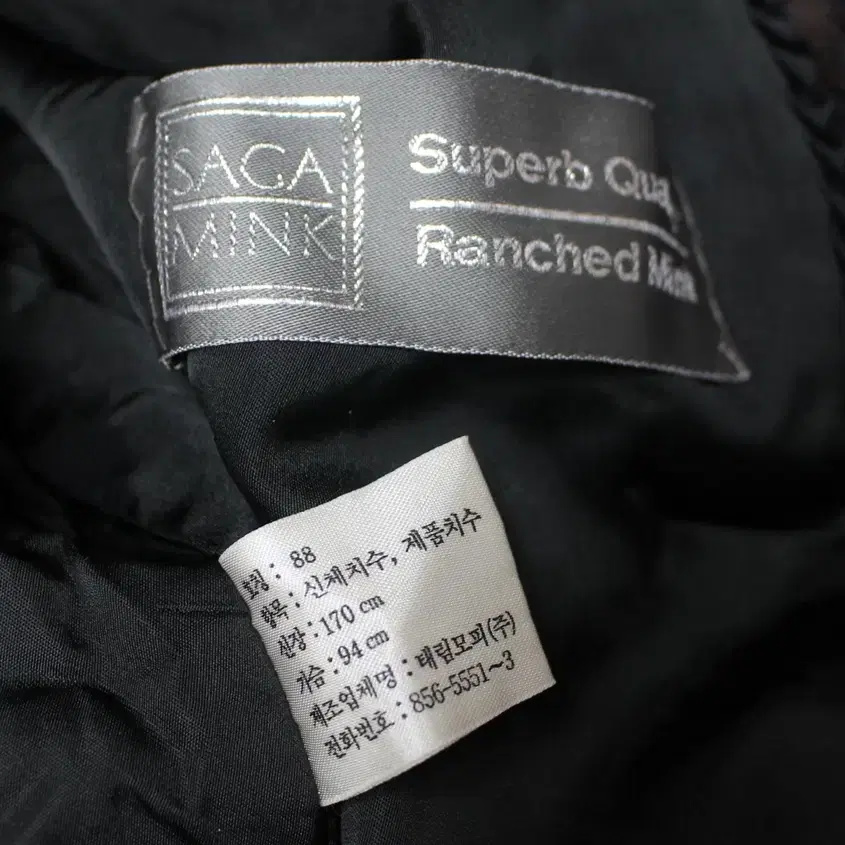 SAGA
MINK
Superb Qua
Ranched Mink
호칭 : 88
항목 : 신체치수, 제품치수
신장 : 170 cm
가슴 : 94 cm
제조업체명 : 태림모피(주)
전화번호 : 856-5551~3